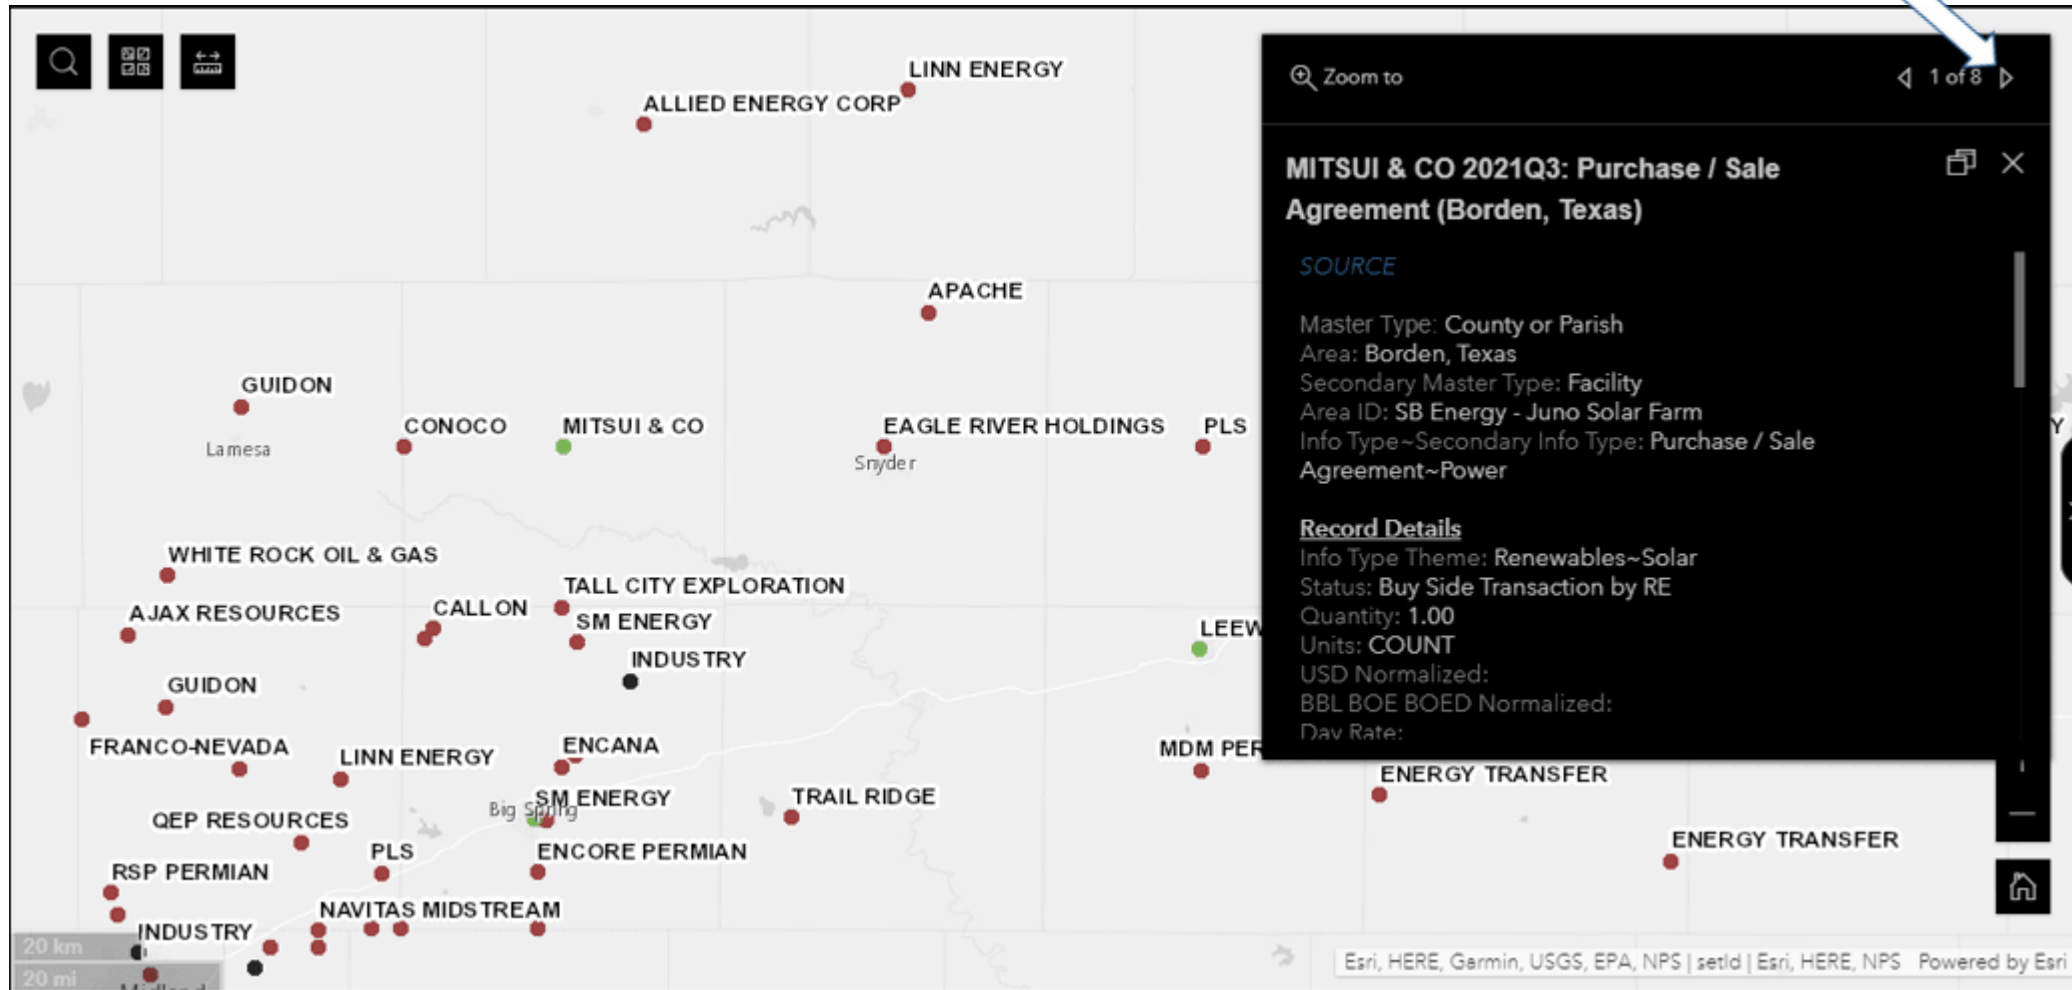 LINN ENERGY
ALLIED ENERGY CORP
APACHE
GUIDON
Lamesa
CONOCO
MITSUI & CO
EAGLE RIVER HOLDINGS
Snyder
PLS
WHITE ROCK OIL & GAS
TALL CITY EXPLORATION
AJAX RESOURCES
CALLON
SM ENERGY
LEEW
INDUSTRY
GUIDON
FRANCO-NEVADA
LINN ENERGY
ENCANA
MDM PER
ENERGY TRANSFER
SM ENERGY
Big Spring
TRAIL RIDGE
QEP RESOURCES
PLS
ENCORE PERMIAN
ENERGY TRANSFER
RSP PERMIAN
NAVITAS MIDSTREAM
INDUSTRY
20 km
20 mi
Midland
Zoom to
1 of 8
MITSUI & CO 2021Q3: Purchase / Sale
Agreement (Borden, Texas)
SOURCE
Master Type: County or Parish
Area: Borden, Texas
Secondary Master Type: Facility
Area ID: SB Energy - Juno Solar Farm
Info Type~Secondary Info Type: Purchase / Sale
Agreement~Power
Record Details
Info Type Theme: Renewables~Solar
Status: Buy Side Transaction by RE
Quantity: 1.00
Units: COUNT
USD Normalized:
BBL BOE BOED Normalized:
Day Rate:
Y
Esri, HERE, Garmin, USGS, EPA, NPS | setld | Esri, HERE, NPS Powered by Esri